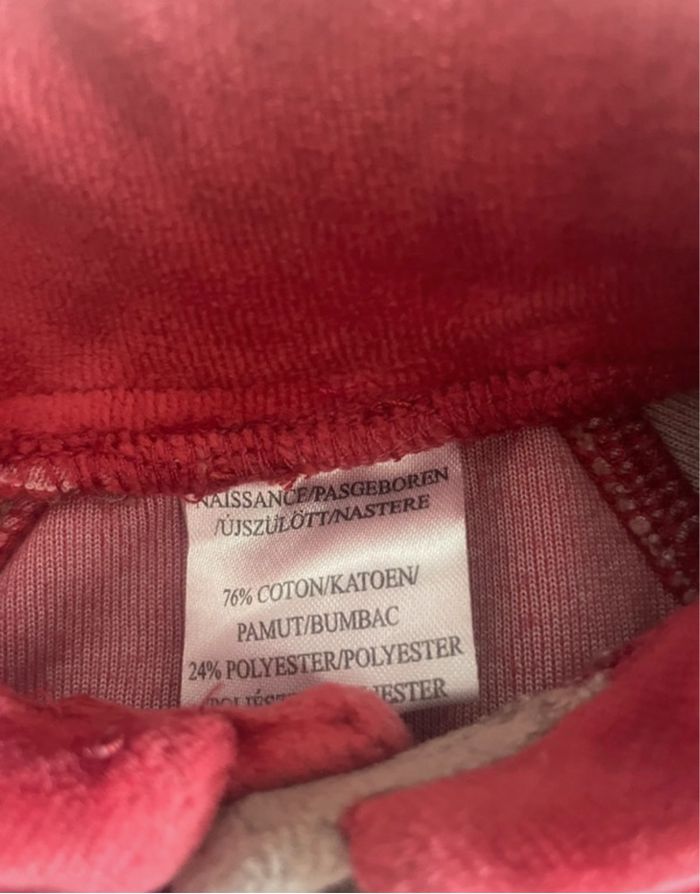 NAISSANCE/PASGEBOREN
/ÚJSZÜLÖTT/NASTERE
76% COTON/KATOEN/
PAMUT/BUMBAC
24% POLYESTER/POLYESTER